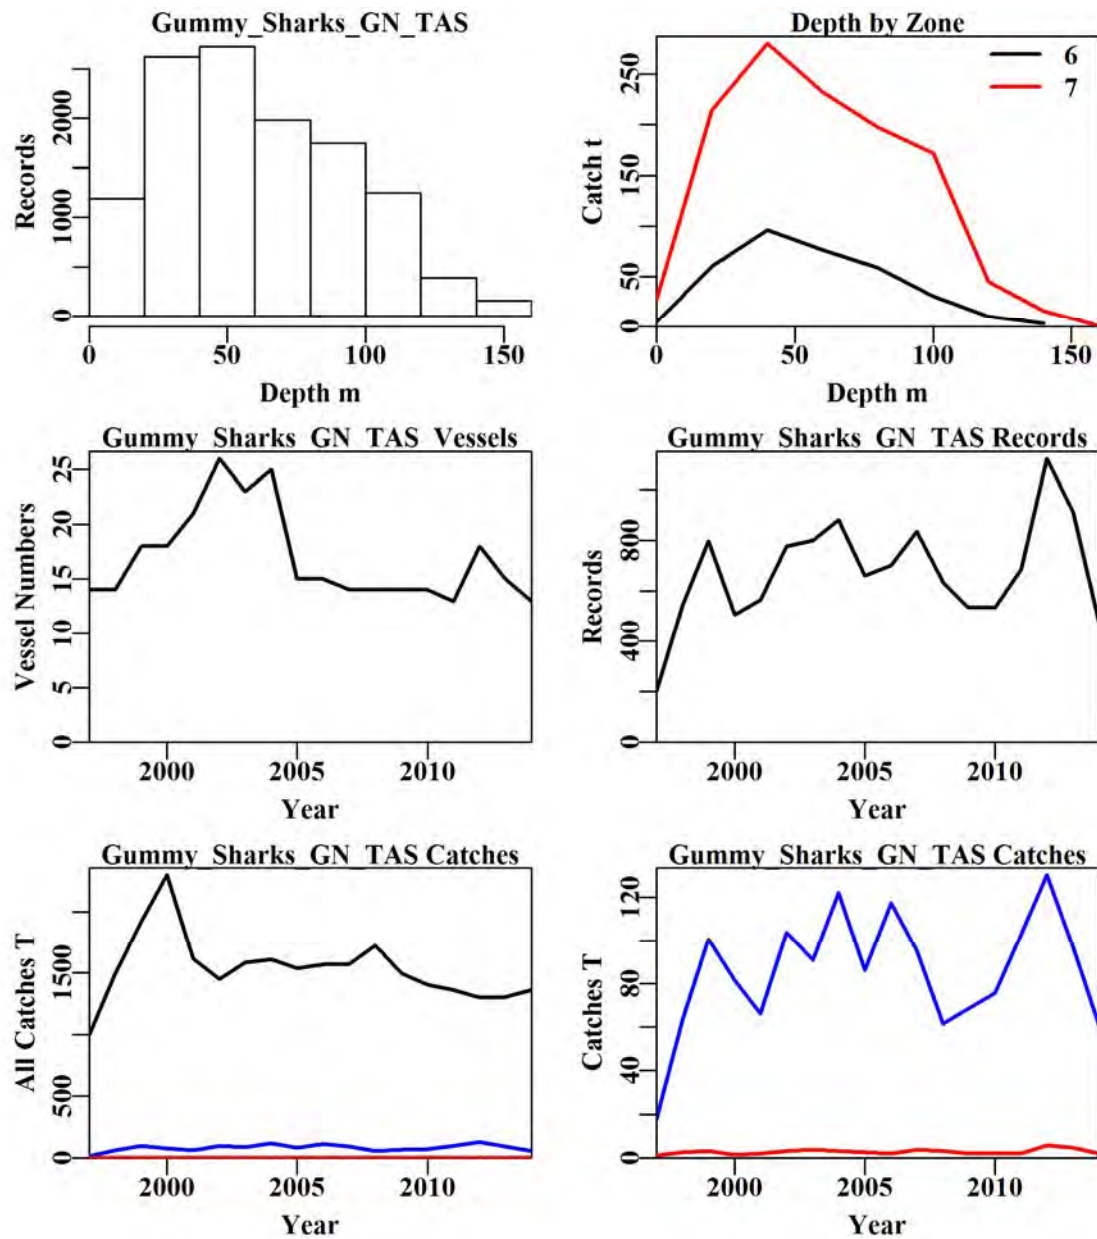 Gummy_Sharks_GN_TAS
Records
0
1000
2000
0
50
100
150
Depth m
Depth by Zone
6
7
Catch t
0
50
150
250
0
50
100
150
Depth m
Gummy_Sharks_GN_TAS_Vessels
Vessel Numbers
0
5
10
15
20
25
2000
2005
2010
Year
Gummy_Sharks_GN_TAS Records
Records
0
400
800
2000
2005
2010
Year
Gummy_Sharks_GN_TAS Catches
All Catches T
0
500
1500
2000
2005
2010
Year
Gummy_Sharks_GN_TAS Catches
Catches T
0
40
80
120
2000
2005
2010
Year